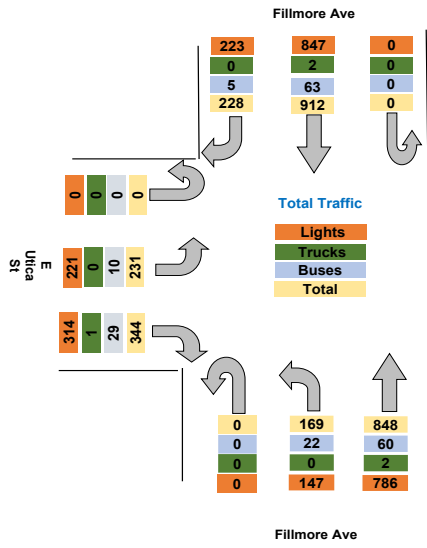 Fillmore Ave
223 847 0
0 2 0
5 63 0
228 912 0
0 0 0 0
Total Traffic
Lights
Trucks
Buses
Total
E
Utica
St
221 0 10 231
314 1 29 344
0 169 848
0 22 60
0 0 2
0 147 786
Fillmore Ave